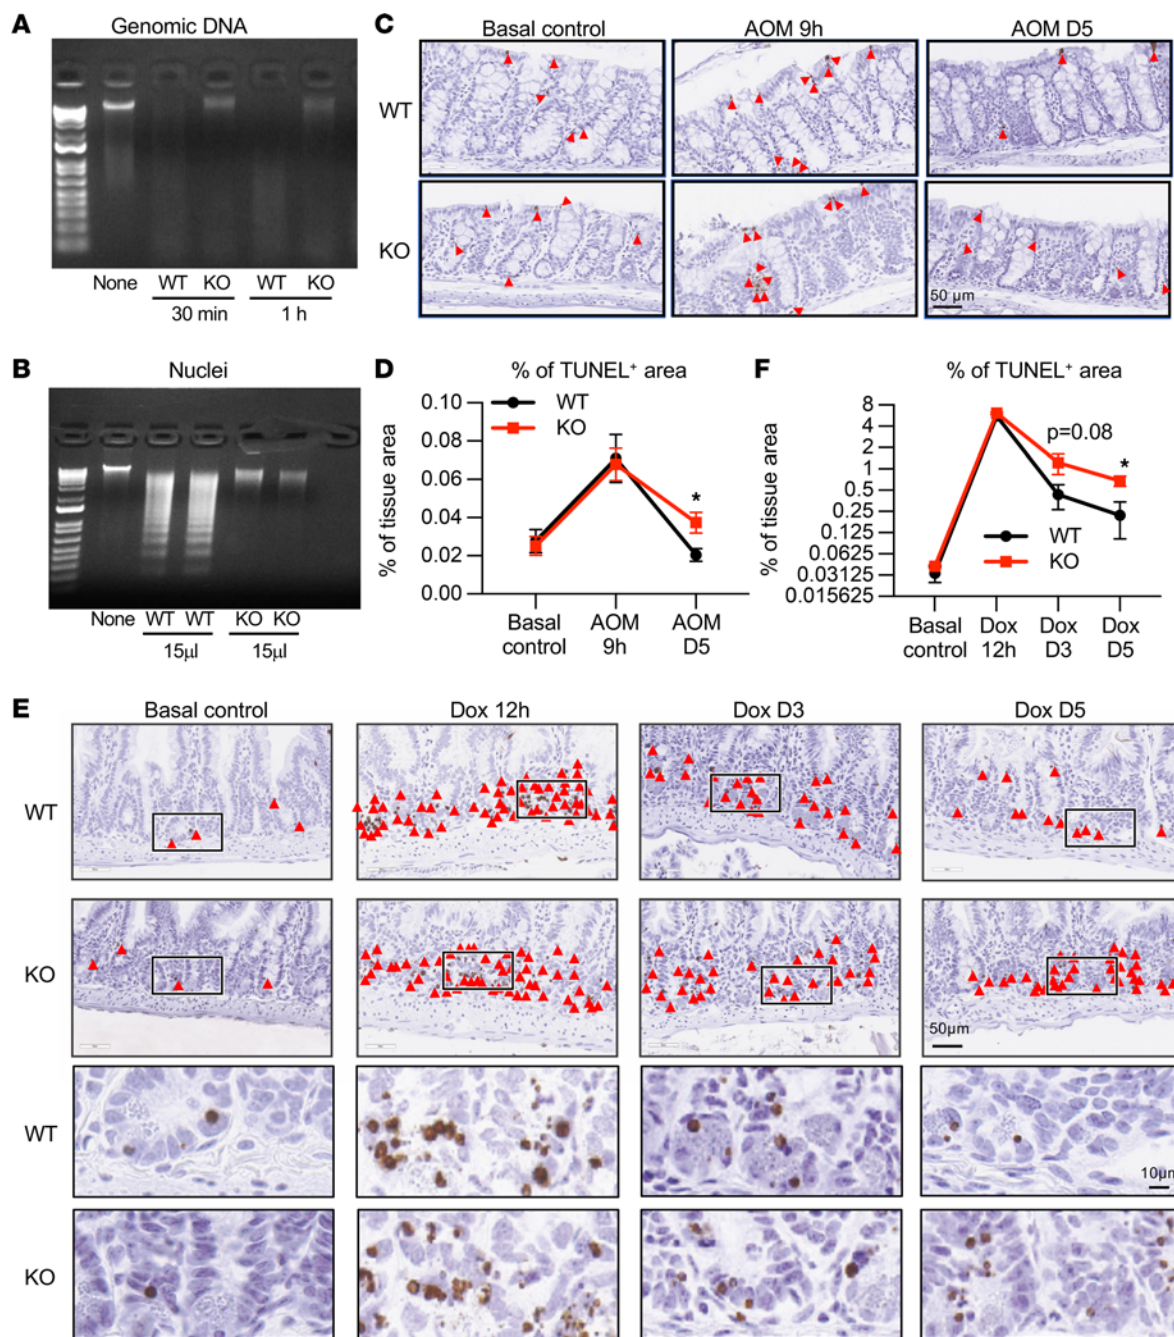 A
Genomic DNA
None
WT
KO
WT
KO
30 min
1 h
B
Nuclei
None
WT
WT
KO
KO
15µl
15µl
C
Basal control
AOM 9h
AOM D5
WT
KO
50 µm
D
% of TUNEL⁺ area
WT
KO
% of tissue area
0.10
0.08
0.06
0.04
0.02
0.00
*
Basal
control
AOM
9h
AOM
D5
F
% of TUNEL⁺ area
% of tissue area
8
4
2
1
0.5
0.25
0.125
0.0625
0.03125
0.015625
p=0.08
*
WT
KO
Basal
control
Dox
12h
Dox
D3
Dox
D5
E
Basal control
Dox 12h
Dox D3
Dox D5
WT
KO
50µm
WT
10µm
KO